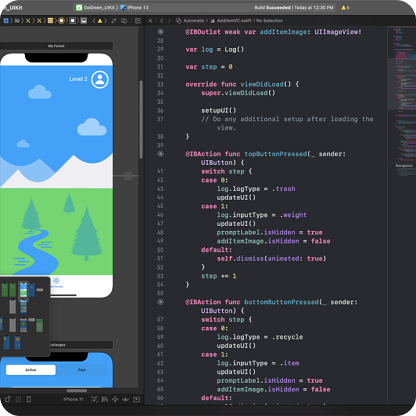 _UIKit
GoGreen_UIKit
iPhone 13
Build Succeeded | Today at 12:30 PM
6
Automatic
AddItemVC.swift
No Selection
My Forest
Level 2
Active
Past
iPhone 11
30 @IBOutlet weak var addItemImage: UIImageView!
31
32 var log = Log()
var step = 0
override func viewDidLoad() {
super.viewDidLoad()
setupUI()
// Do any additional setup after loading the
view.
38 }
39
@IBAction func topButtonPressed(_ sender:
UIButton) {
41 switch step {
42 case 0:
43 log.logType = .trash
44 updateUI()
45 case 1:
46 log.inputType = .weight
47 updateUI()
48 promptLabel.isHidden = true
49 addItemImage.isHidden = false
50 default:
51 self.dismiss(animated: true)
52 }
53 step += 1
54 }
55
56 @IBAction func bottomButtonPressed(_ sender:
UIButton) {
57 switch step {
58 case 0:
59 log.logType = .recycle
60 updateUI()
61 case 1:
62 log.inputType = .item
63 updateUI()
64 promptLabel.isHidden = true
65 addItemImage.isHidden = false
66 default:
Navigation